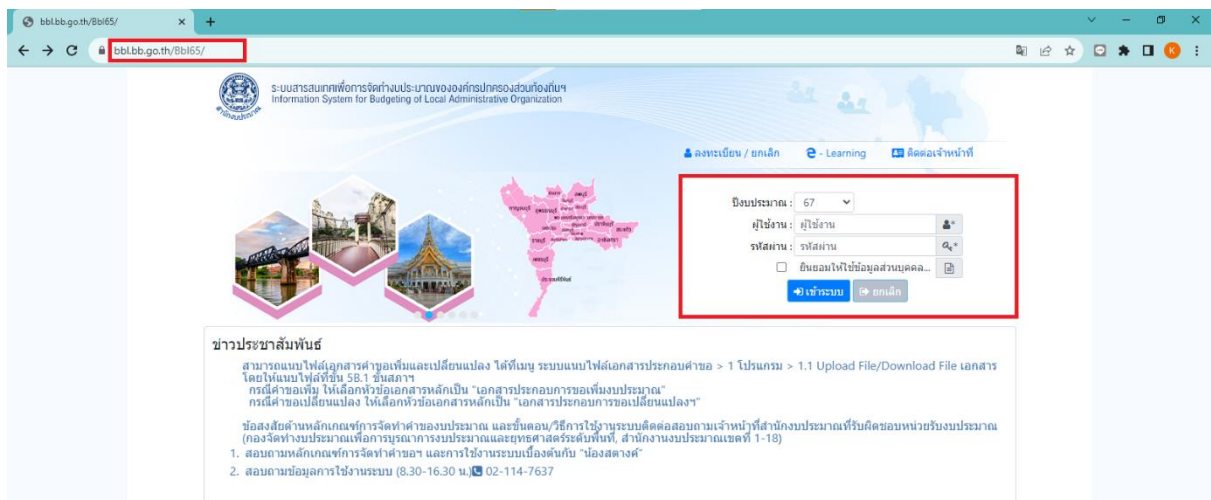 bbl.bb.go.th/Bbl65/
bbl.bb.go.th/Bbl65/
K
ระบบสารสนเทศเพื่อการจัดทำงบประมาณขององค์กรปกครองส่วนท้องถิ่นฯ
Information System for Budgeting of Local Administrative Organization
สำนักงบประมาณ
ลงทะเบียน / ยกเลิก
e - Learning
ติดต่อเจ้าหน้าที่
ปีงบประมาณ : 67
ผู้ใช้งาน : ผู้ใช้งาน *
รหัสผ่าน : รหัสผ่าน *
ยินยอมให้ใช้ข้อมูลส่วนบุคคล...
เข้าระบบ ยกเลิก
ข่าวประชาสัมพันธ์
สามารถแนบไฟล์เอกสารคำขอเพิ่มและเปลี่ยนแปลง ได้ที่เมนู ระบบแนบไฟล์เอกสารประกอบคำขอ > 1 โปรแกรม > 1.1 Upload File/Download File เอกสาร
โดยให้แนบไฟล์ที่ขั้น 5B.1 ขั้นสภาฯ
กรณีคำขอเพิ่ม ให้เลือกหัวข้อเอกสารหลักเป็น "เอกสารประกอบการขอเพิ่มงบประมาณ"
กรณีคำขอเปลี่ยนแปลง ให้เลือกหัวข้อเอกสารหลักเป็น "เอกสารประกอบการขอเปลี่ยนแปลงฯ"
ข้อสงสัยด้านหลักเกณฑ์การจัดทำคำของบประมาณ และขั้นตอน/วิธีการใช้งานระบบติดต่อสอบถามเจ้าหน้าที่สำนักงบประมาณที่รับผิดชอบหน่วยรับงบประมาณ
(กองจัดทำงบประมาณเพื่อการบูรณาการงบประมาณและยุทธศาสตร์ระดับพื้นที่, สำนักงานงบประมาณเขตที่ 1-18)
1. สอบถามหลักเกณฑ์การจัดทำคำขอฯ และการใช้งานระบบเบื้องต้นกับ "น้องสตางค์"
2. สอบถามข้อมูลการใช้งานระบบ (8.30-16.30 น.) 02-114-7637